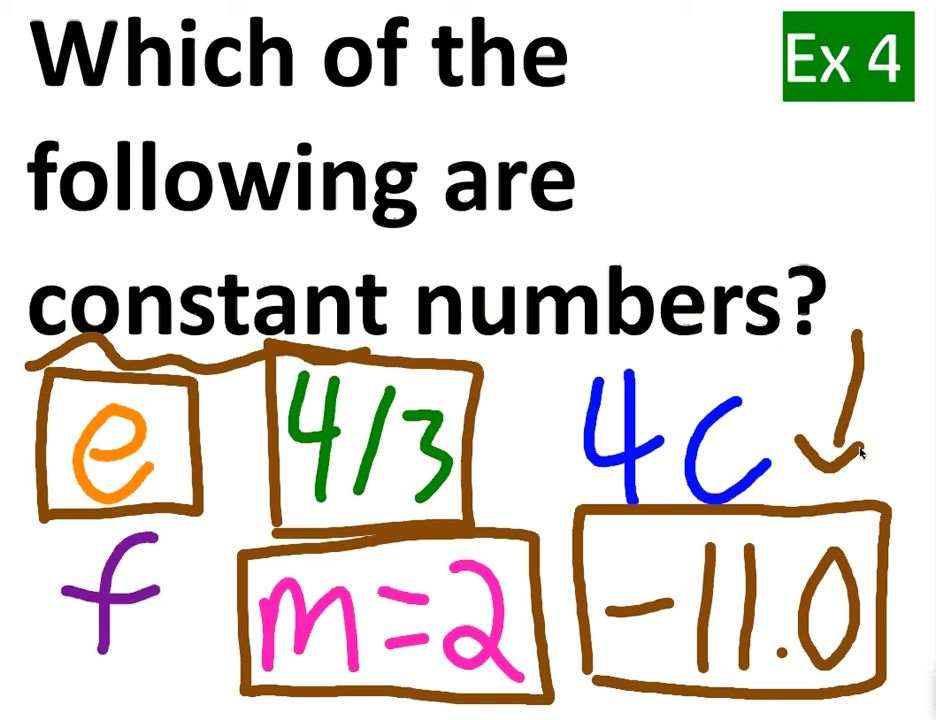 Which of the
Ex 4
following are
constant numbers?
e 4/3 4c
f m=2 -11.0